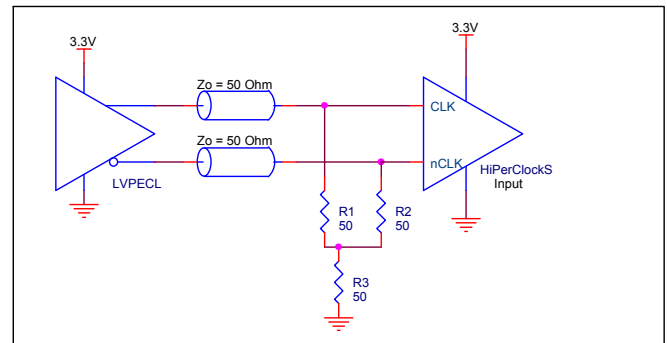 3.3V
3.3V
Zo = 50 Ohm
CLK
Zo = 50 Ohm
nCLK
HiPerClockS
Input
LVPECL
R1
50
R2
50
R3
50